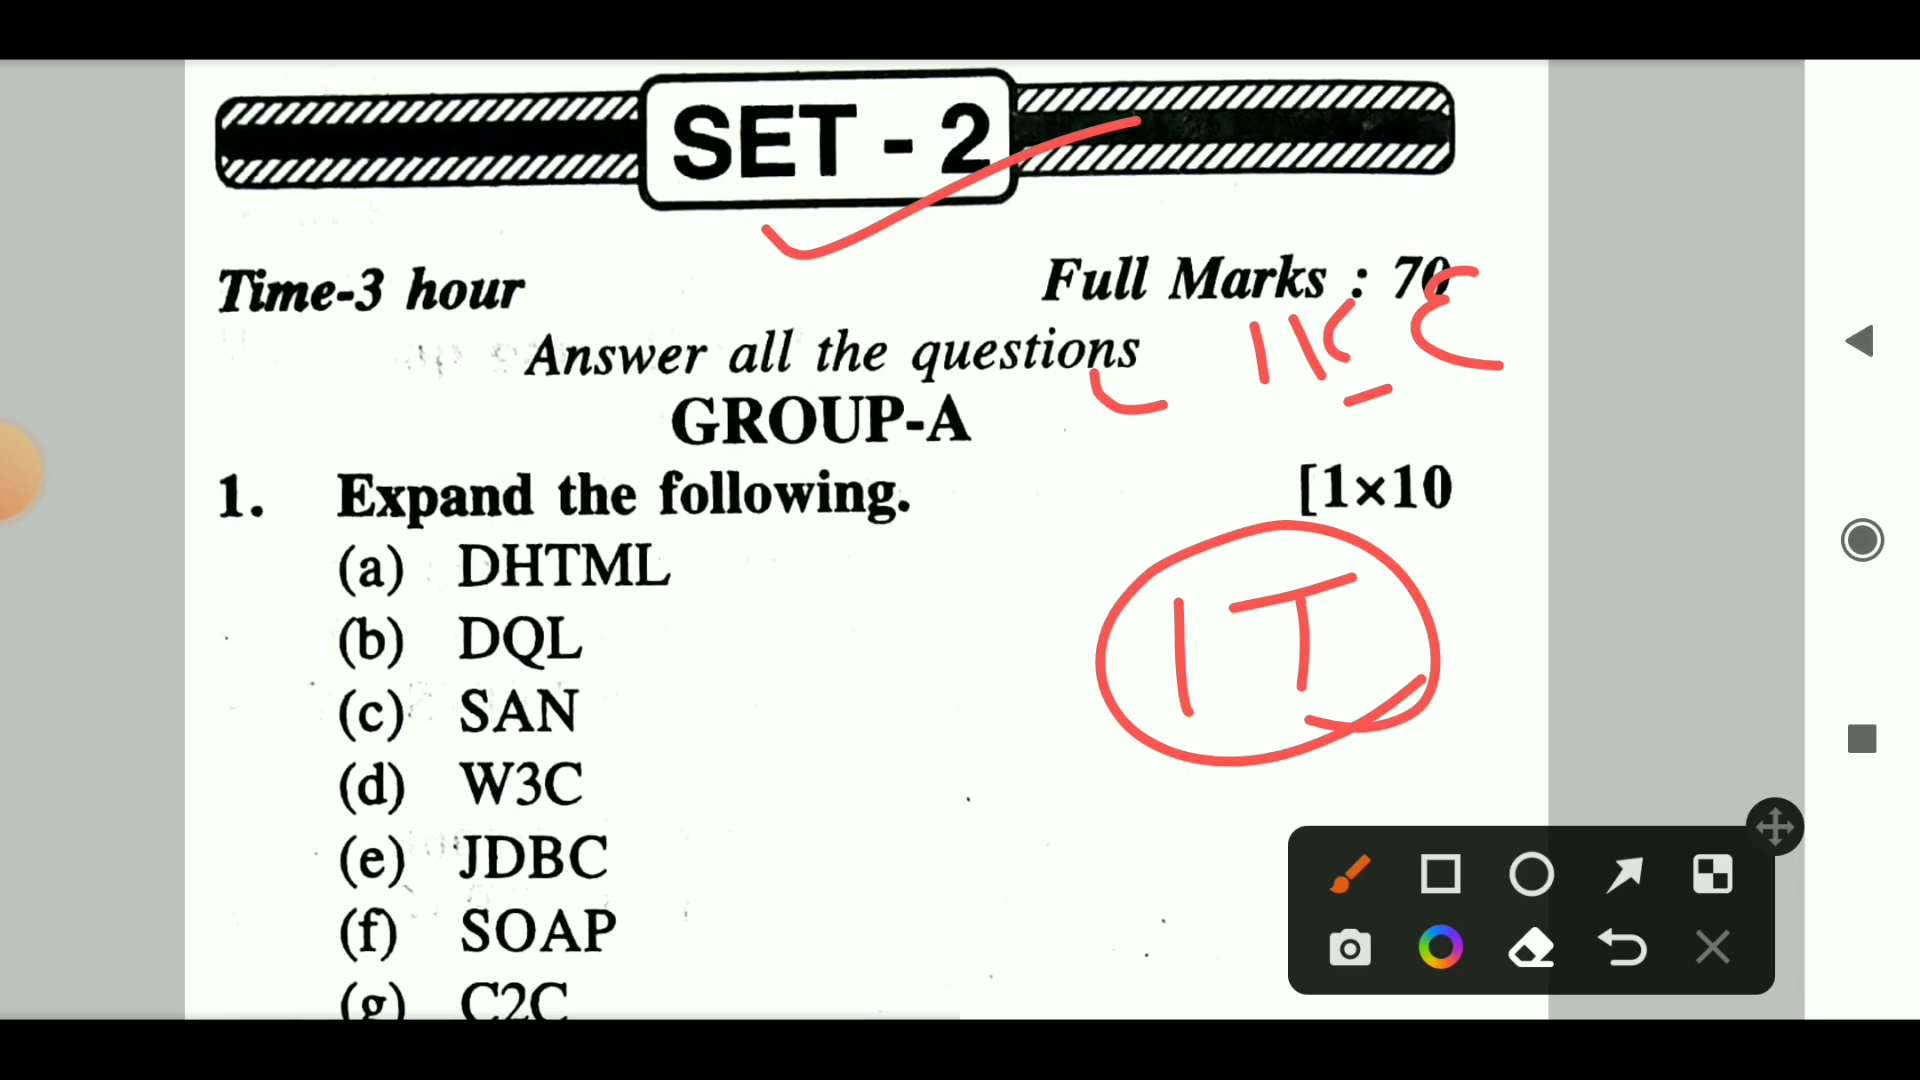 SET - 2
Time-3 hour Full Marks : 70
Answer all the questions
GROUP-A
1. Expand the following. [1×10
IT
(a) DHTML
(b) DQL
(c) SAN
(d) W3C
(e) JDBC
(f) SOAP
(g) C2C